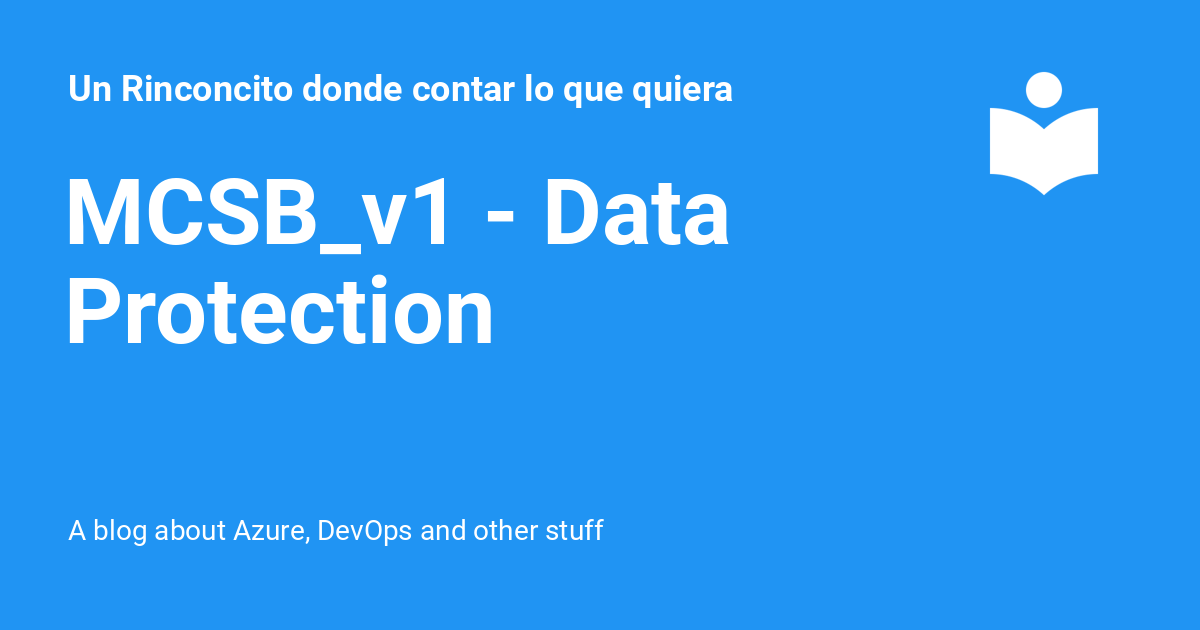 Un Rinconcito donde contar lo que quiera
MCSB_v1 - Data
Protection
A blog about Azure, DevOps and other stuff